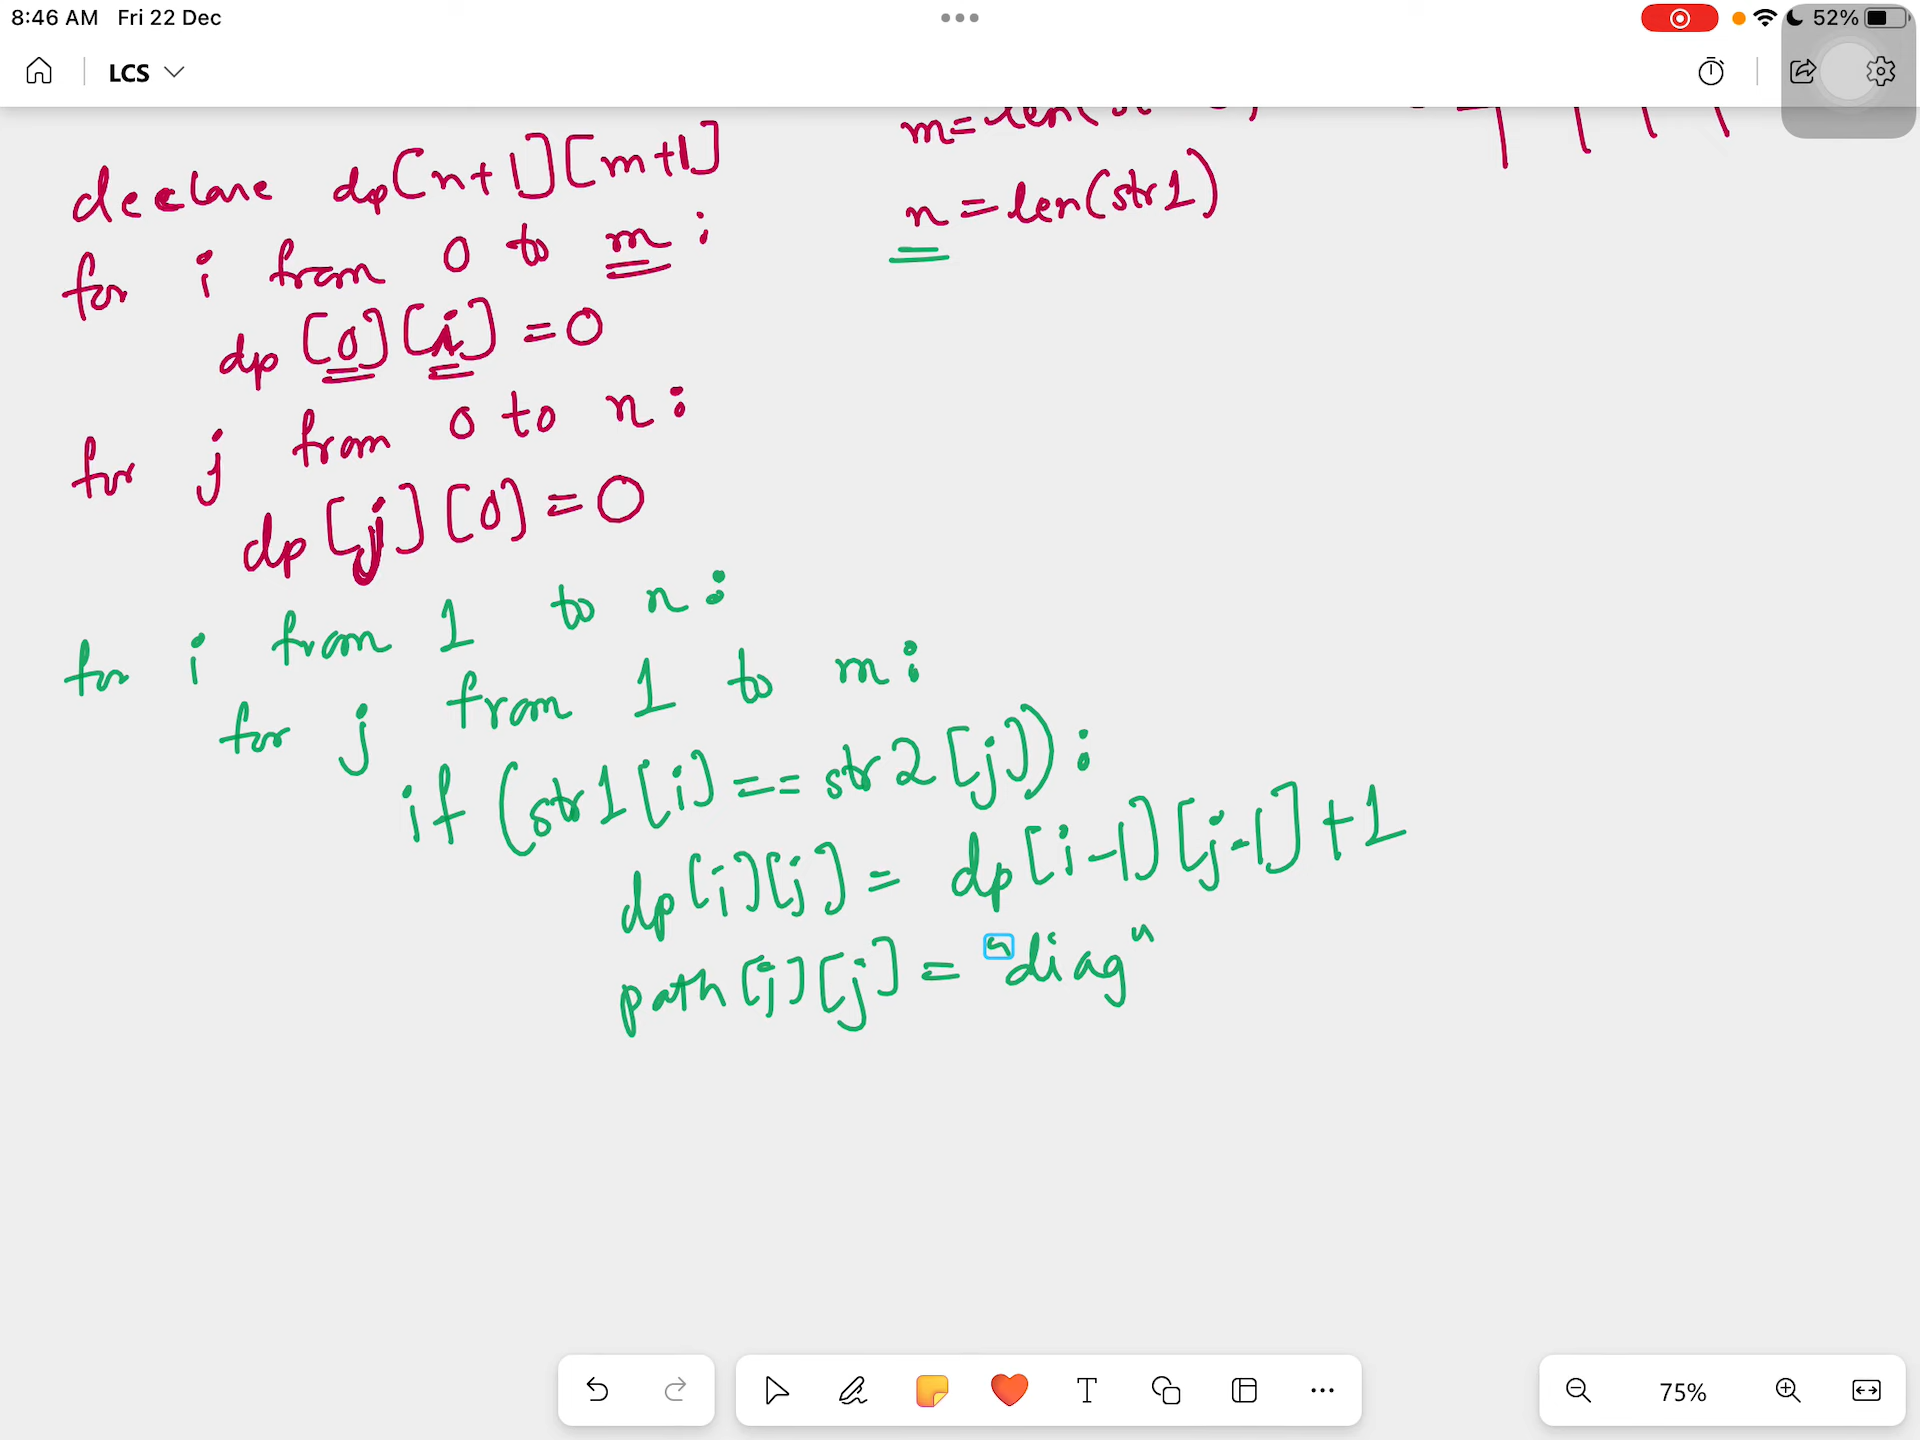 8:46 AM Fri 22 Dec
52%
LCS
declare dp[n+1][m+1]
m=len(
n=len(str1)
for i from 0 to m:
dp[0][i]=0
for j from 0 to n:
dp[j][0]=0
for i from 1 to n:
for j from 1 to m:
if (str1[i]==str2[j]):
dp[i][j]= dp[i-1][j-1]+1
path[i][j]= "diag"
75%